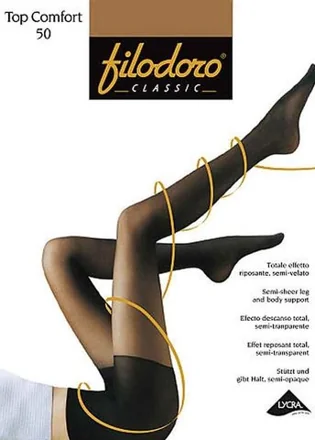 Top Comfort
50
filodoro
CLASSIC
Totale effetto
riposante, semi-velato
Semi-sheer leg
and body support
Efecto descanso total,
semi-tranparente
Effet reposant total,
semi-transparent
Stützt und
gibt Halt, semi-opaque
LYCRA